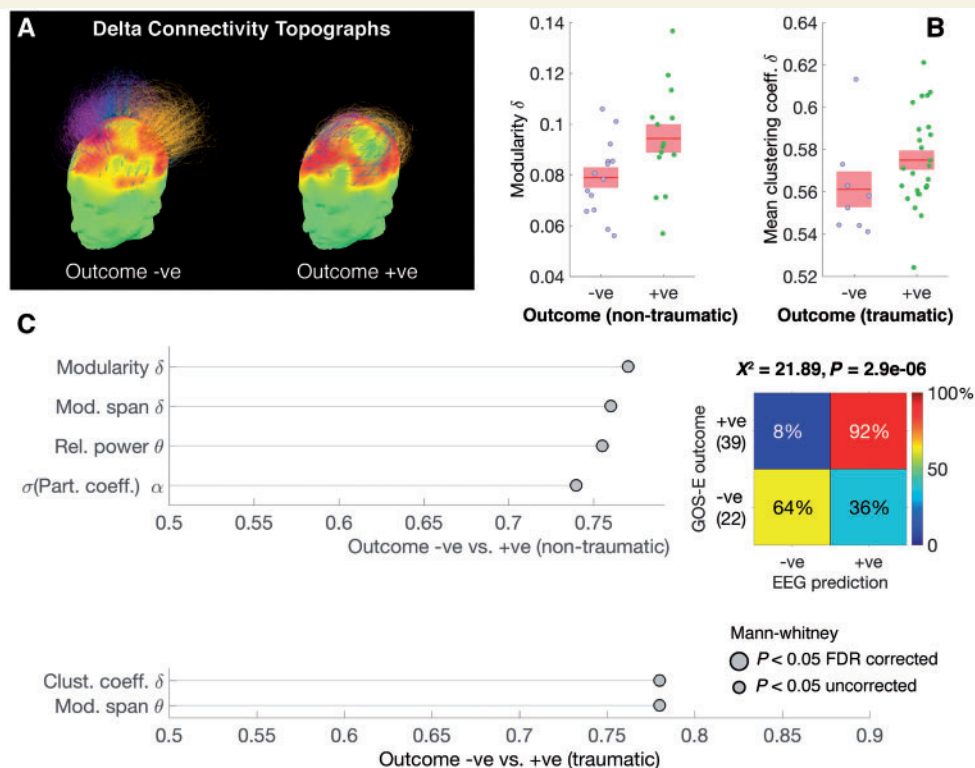 A
Delta Connectivity Topographs
Outcome -ve
Outcome +ve
B
0.14
0.12
0.1
0.08
0.06
0.04
Modularity δ
-ve
+ve
Outcome (non-traumatic)
0.64
0.62
0.6
0.58
0.56
0.54
0.52
Mean clustering coeff. δ
-ve
+ve
Outcome (traumatic)
C
Modularity δ
Mod. span δ
Rel. power θ
σ(Part. coeff.) α
0.5 0.55 0.6 0.65 0.7 0.75
Outcome -ve vs. +ve (non-traumatic)
X² = 21.89, P = 2.9e-06
GOS-E outcome
+ve
(39)
-ve
(22)
8% 92%
64% 36%
-ve +ve
EEG prediction
100%
50
0
Mann-whitney
P < 0.05 FDR corrected
P < 0.05 uncorrected
Clust. coeff. δ
Mod. span θ
0.5 0.55 0.6 0.65 0.7 0.75 0.8 0.85 0.9
Outcome -ve vs. +ve (traumatic)